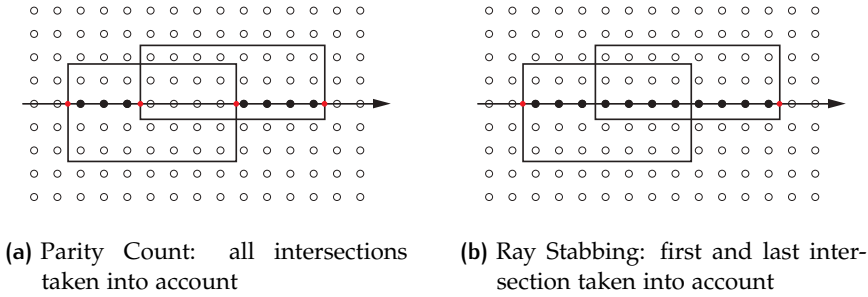 (a) Parity Count: all intersections
taken into account
(b) Ray Stabbing: first and last inter-
section taken into account